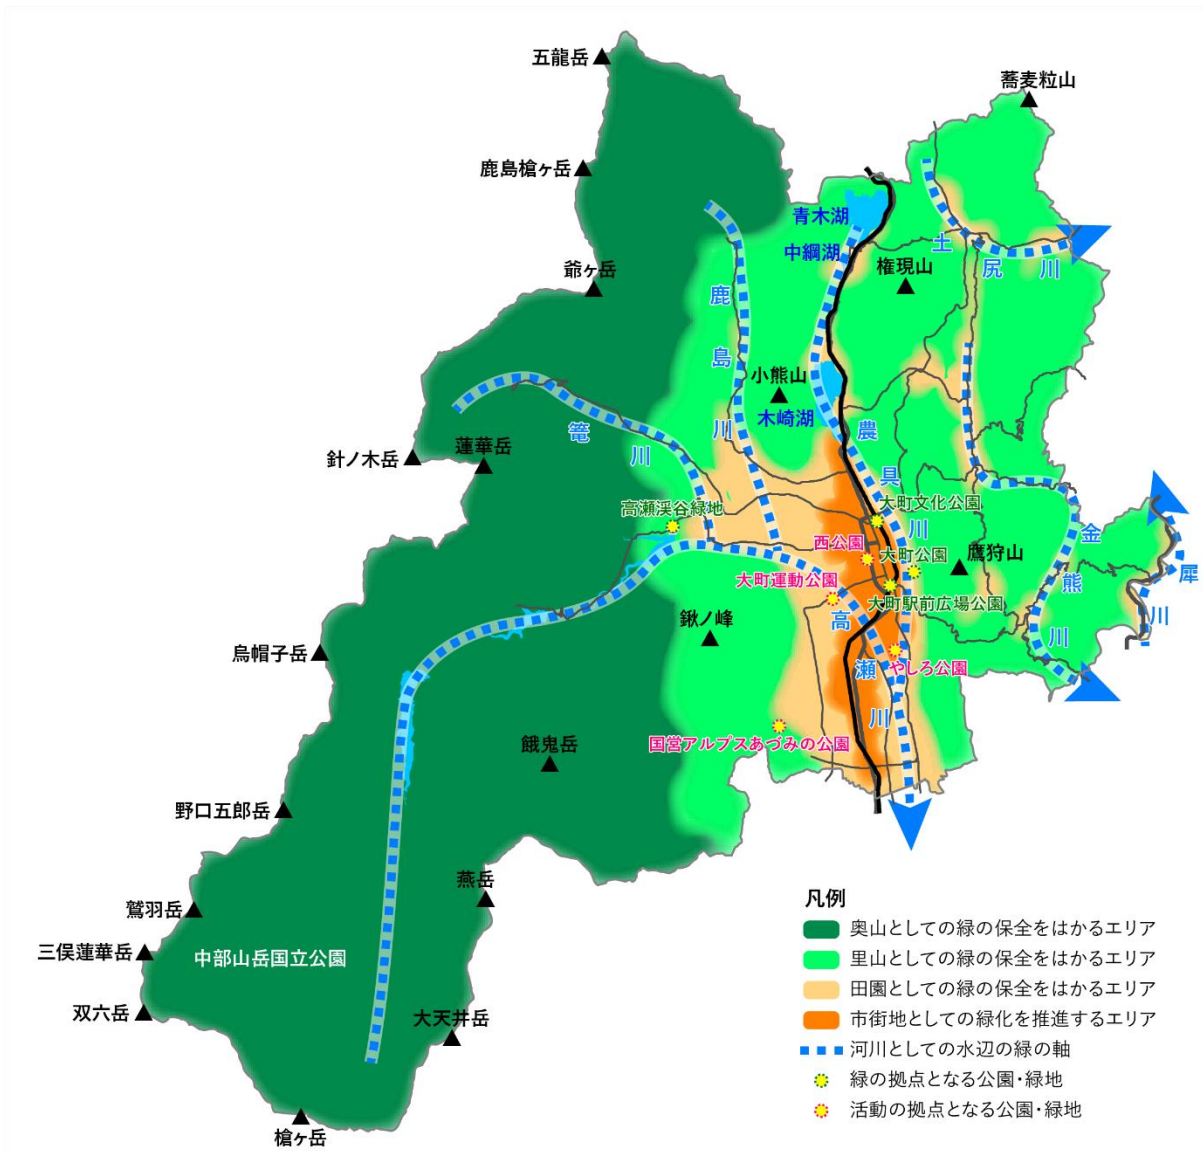 五龍岳
蕎麦粒山
鹿島槍ヶ岳
青木湖
中綱湖
土尻川
権現山
爺ヶ岳
鹿島川
小熊山
木崎湖
農具川
籠川
針ノ木岳
蓮華岳
高瀬渓谷緑地
大町文化公園
西公園
大町公園
鷹狩山
金熊川
犀川
大町運動公園
大町駅前広場公園
高瀬川
鍬ノ峰
やしろ公園
烏帽子岳
国営アルプスあづみの公園
餓鬼岳
野口五郎岳
燕岳
鷲羽岳
三俣蓮華岳
中部山岳国立公園
双六岳
大天井岳
槍ヶ岳
凡例
奥山としての緑の保全をはかるエリア
里山としての緑の保全をはかるエリア
田園としての緑の保全をはかるエリア
市街地としての緑化を推進するエリア
河川としての水辺の緑の軸
緑の拠点となる公園・緑地
活動の拠点となる公園・緑地